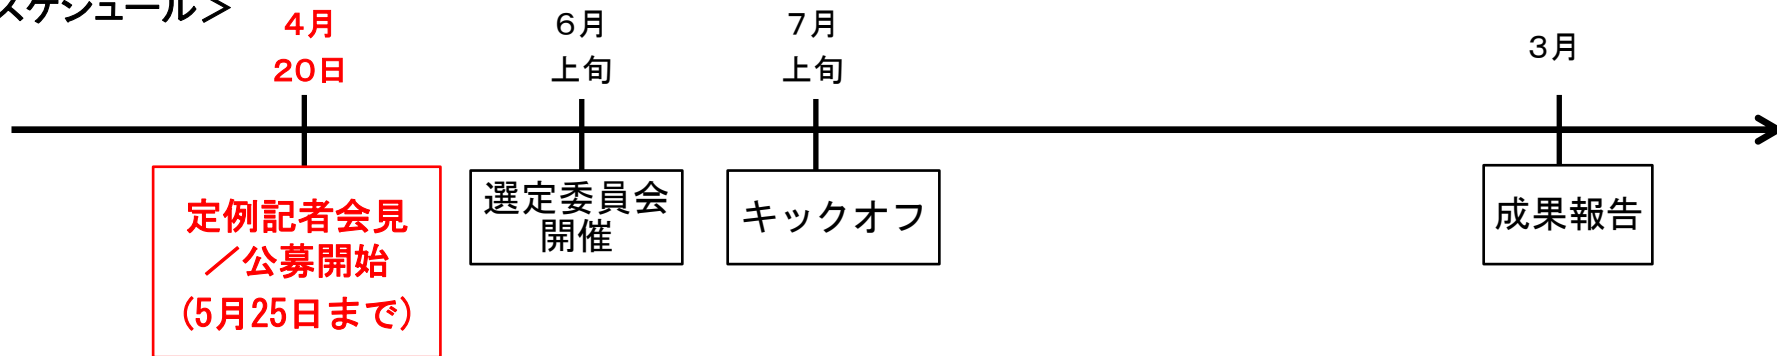 スケジュール＞
４月
２０日
６月
上旬
７月
上旬
３月
定例記者会見
／公募開始
(5月25日まで)
選定委員会
開催
キックオフ
成果報告